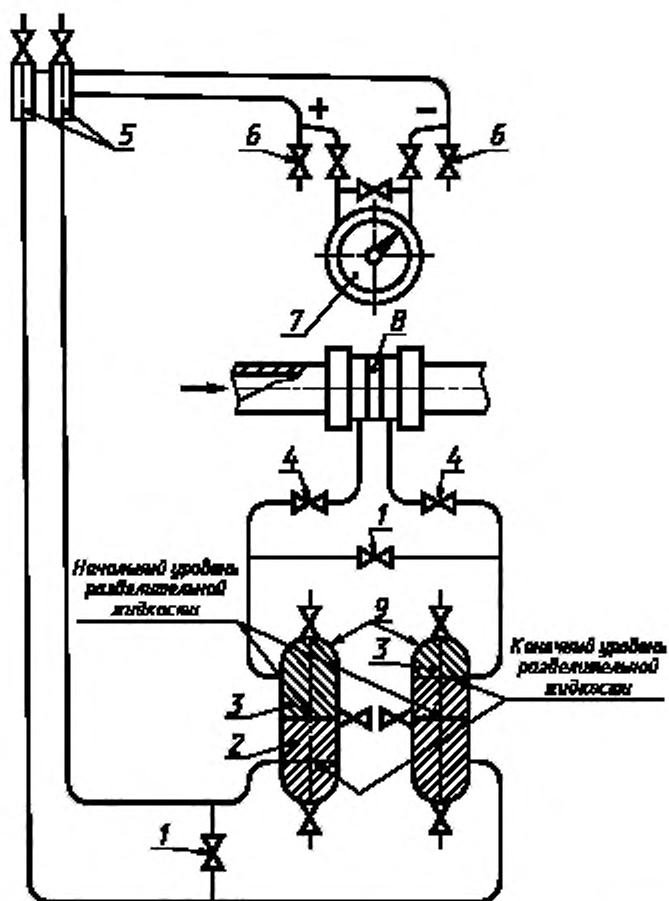 5
6
+
−
6
7
8
4
4
1
Начальный уровень
разделительной
жидкости
9
3
Конечный уровень
разделительной
жидкости
3
2
1